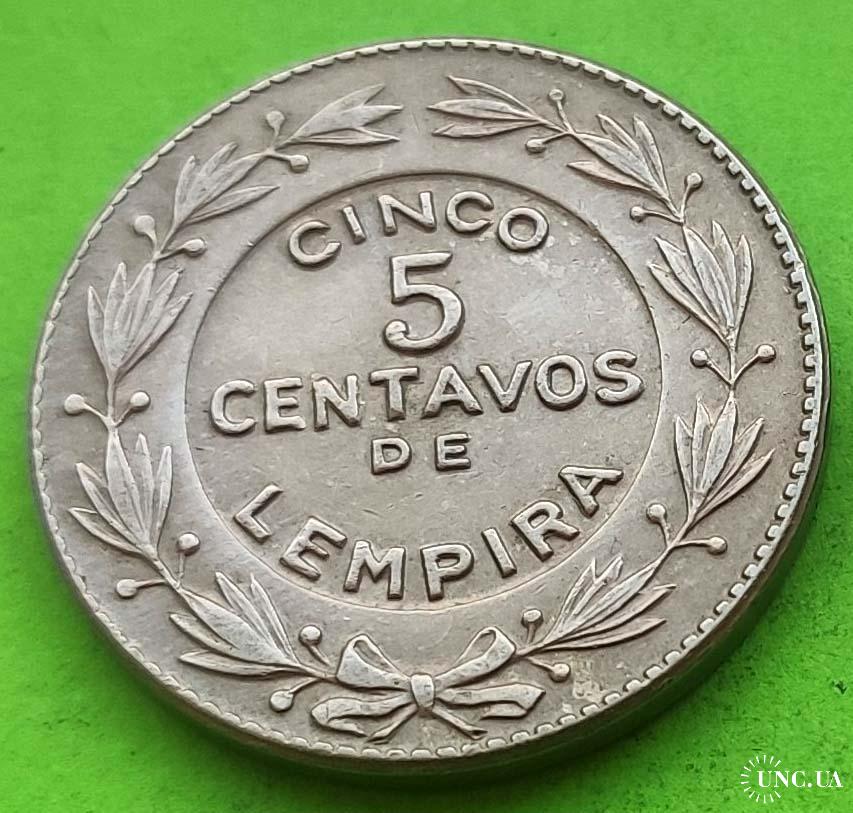 CINCO
5
CENTAVOS
DE
LEMPIRA
UNC.UA